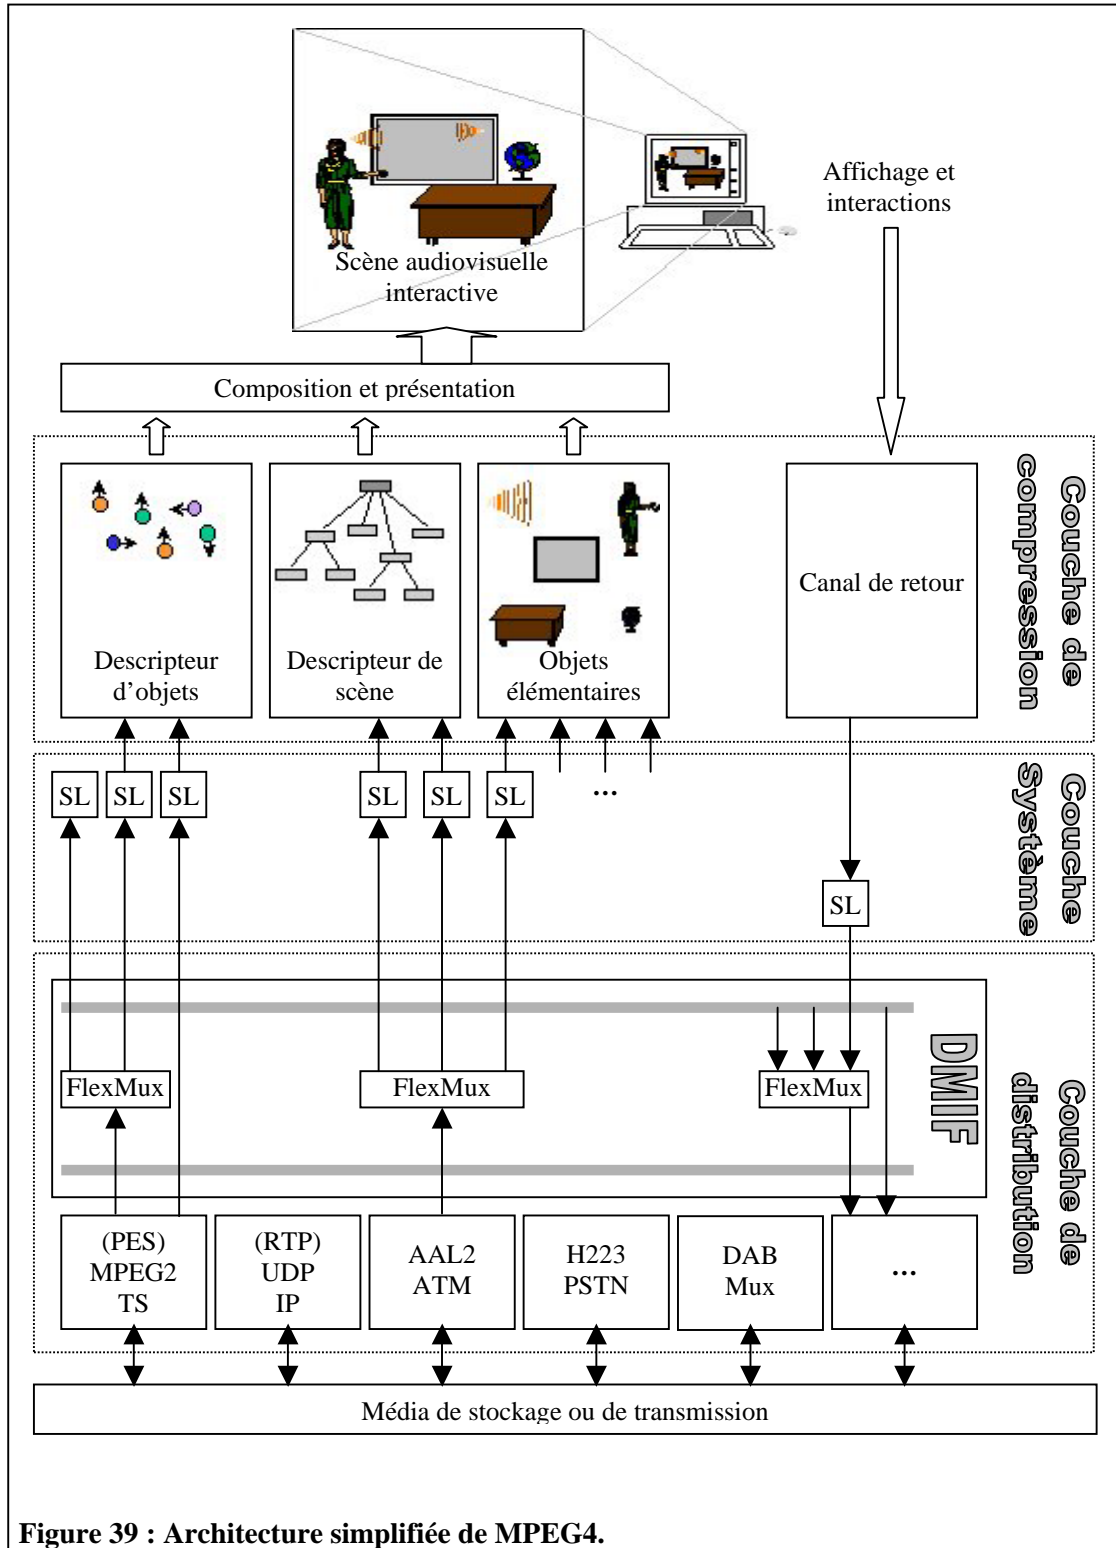 Affichage et
interactions
Scène audiovisuelle
interactive
Composition et présentation
Couche de
compression
Descripteur
d’objets
Descripteur de
scène
Objets
élémentaires
Canal de retour
Couche
Système
SL
SL
SL
SL
SL
SL
...
SL
Couche de
distribution
DMIF
FlexMux
FlexMux
FlexMux
(PES)
MPEG2
TS
(RTP)
UDP
IP
AAL2
ATM
H223
PSTN
DAB
Mux
...
Média de stockage ou de transmission
Figure 39 : Architecture simplifiée de MPEG4.